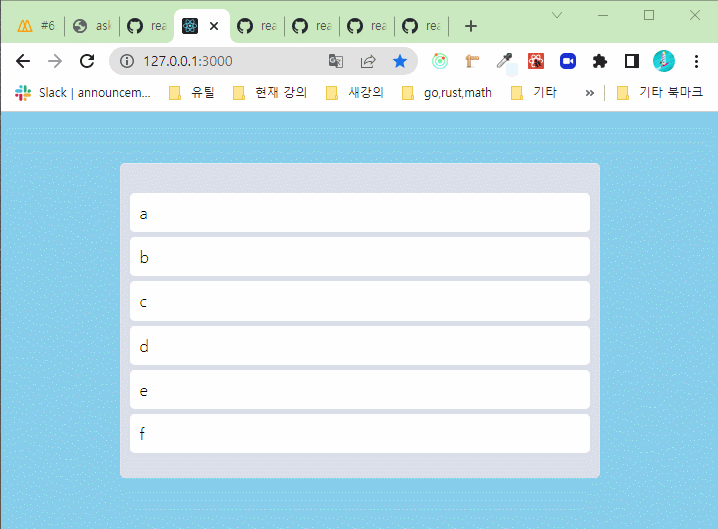 #6
ask
rea
rea
rea
rea
rea
127.0.0.1:3000
Slack | announcem...
유틸
현재 강의
새강의
go,rust,math
기타
»
기타 북마크
a
b
c
d
e
f